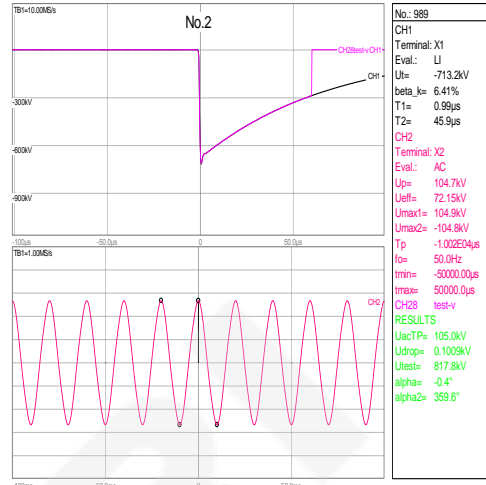 TB1=10.00MS/s
No.2
CH28test-v CH1
CH1
-300kV
-600kV
-900kV
-100µs
-50.0µs
0
50.0µs
TB1=1.00MS/s
CH2
0
No.: 989
CH1
Terminal: X1
Eval.: LI
Ut= -713.2kV
beta_k= 6.41%
T1= 0.99µs
T2= 45.9µs
CH2
Terminal: X2
Eval.: AC
Up= 104.7kV
Ueff= 72.15kV
Umax1= 104.9kV
Umax2= -104.8kV
Tp -1.002E04µs
fo= 50.0Hz
tmin= -50000.00µs
tmax= 50000.0µs
CH28 test-v
RESULTS
UacTP= 105.0kV
Udrop= 0.1009kV
Utest= 817.8kV
alpha= -0.4°
alpha2= 359.6°